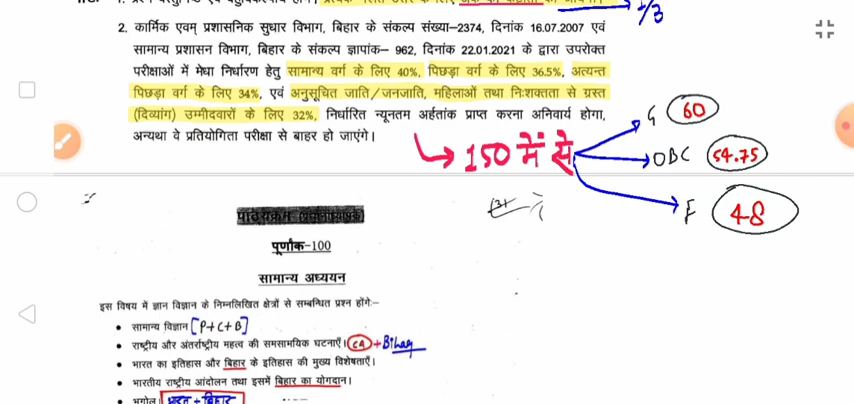 1/3
2. कार्मिक एवम् प्रशासनिक सुधार विभाग, बिहार के संकल्प संख्या–2374, दिनांक 16.07.2007 एवं
सामान्य प्रशासन विभाग, बिहार के संकल्प ज्ञापांक– 962, दिनांक 22.01.2021 के द्वारा उपरोक्त
परीक्षाओं में मेधा निर्धारण हेतु सामान्य वर्ग के लिए 40%, पिछड़ा वर्ग के लिए 36.5%, अत्यन्त
पिछड़ा वर्ग के लिए 34%, एवं अनुसूचित जाति/जनजाति, महिलाओं तथा निःशक्तता से ग्रस्त
(दिव्यांग) उम्मीदवारों के लिए 32%, निर्धारित न्यूनतम अर्हतांक प्राप्त करना अनिवार्य होगा,
अन्यथा वे प्रतियोगिता परीक्षा से बाहर हो जाएंगे।
G 60
150 में से
OBC 54.75
F 48
पूर्णांक–100
सामान्य अध्ययन
इस विषय में ज्ञान विज्ञान के निम्नलिखित क्षेत्रों से सम्बन्धित प्रश्न होंगे:–
• सामान्य विज्ञान [P+C+B]
• राष्ट्रीय और अंतर्राष्ट्रीय महत्व की समसामयिक घटनाएँ। CA + Bihar
• भारत का इतिहास और बिहार के इतिहास की मुख्य विशेषताएँ।
• भारतीय राष्ट्रीय आंदोलन तथा इसमें बिहार का योगदान।
• भूगोल। भारत + बिहार